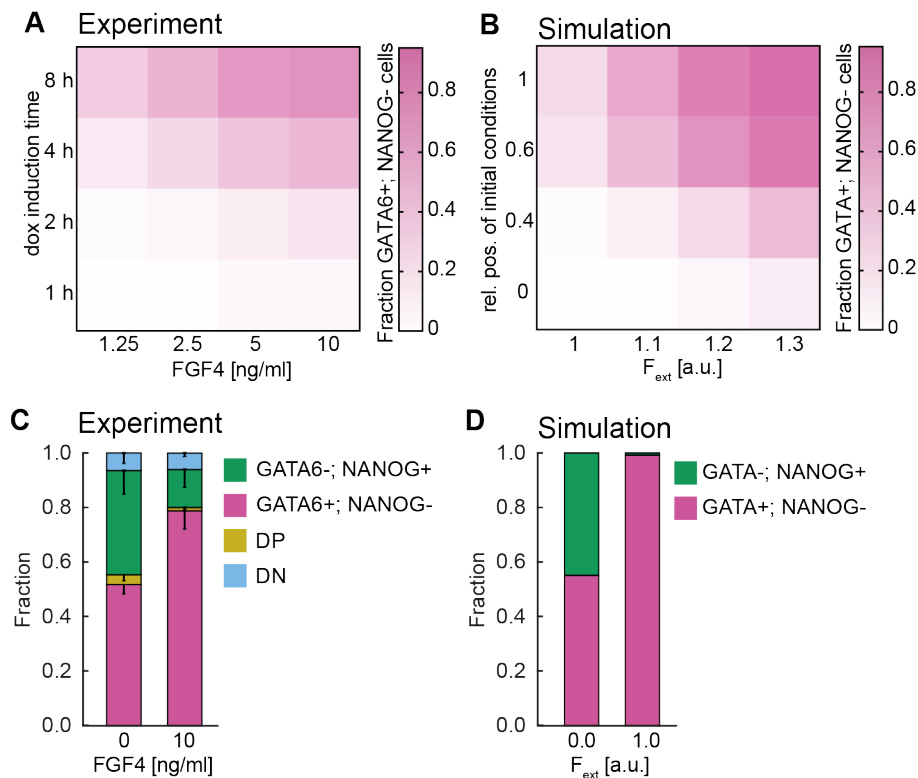 A Experiment
dox induction time
8 h
4 h
2 h
1 h
1.25 2.5 5 10
FGF4 [ng/ml]
Fraction GATA6+; NANOG- cells
0.8
0.6
0.4
0.2
0
B Simulation
rel. pos. of initial conditions
1
0.6
0.4
0
1 1.1 1.2 1.3
Fext [a.u.]
Fraction GATA+; NANOG- cells
0.8
0.6
0.4
0.2
0
C Experiment
Fraction
1.0
0.8
0.6
0.4
0.2
0.0
0 10
FGF4 [ng/ml]
GATA6-; NANOG+
GATA6+; NANOG-
DP
DN
D Simulation
Fraction
1.0
0.8
0.6
0.4
0.2
0.0
0.0 1.0
Fext [a.u.]
GATA-; NANOG+
GATA+; NANOG-